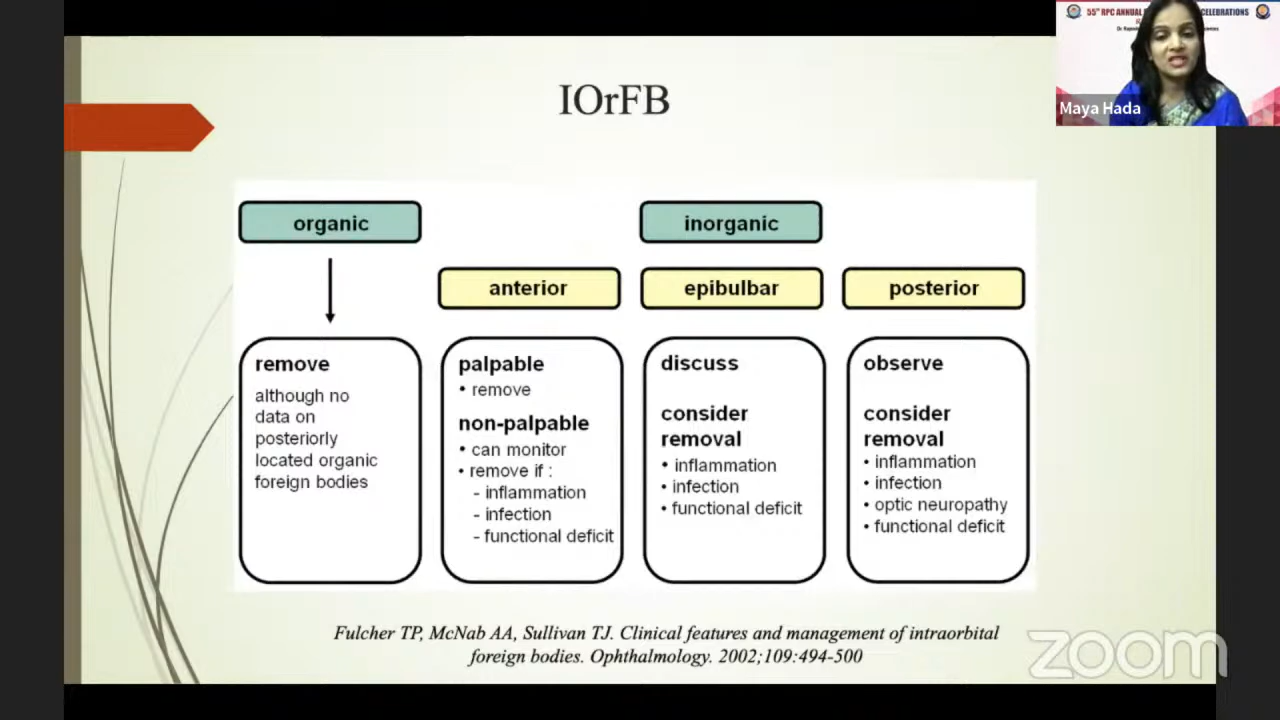 55th RPC ANNUAL
CELEBRATIONS
Maya Hada
IOrFB
organic
inorganic
anterior
epibulbar
posterior
remove
although no
data on
posteriorly
located organic
foreign bodies
palpable
• remove
non-palpable
• can monitor
• remove if :
- inflammation
- infection
- functional deficit
discuss
consider
removal
• inflammation
• infection
• functional deficit
observe
consider
removal
• inflammation
• infection
• optic neuropathy
• functional deficit
Fulcher TP, McNab AA, Sullivan TJ. Clinical features and management of intraorbital
foreign bodies. Ophthalmology. 2002;109:494-500
zoom